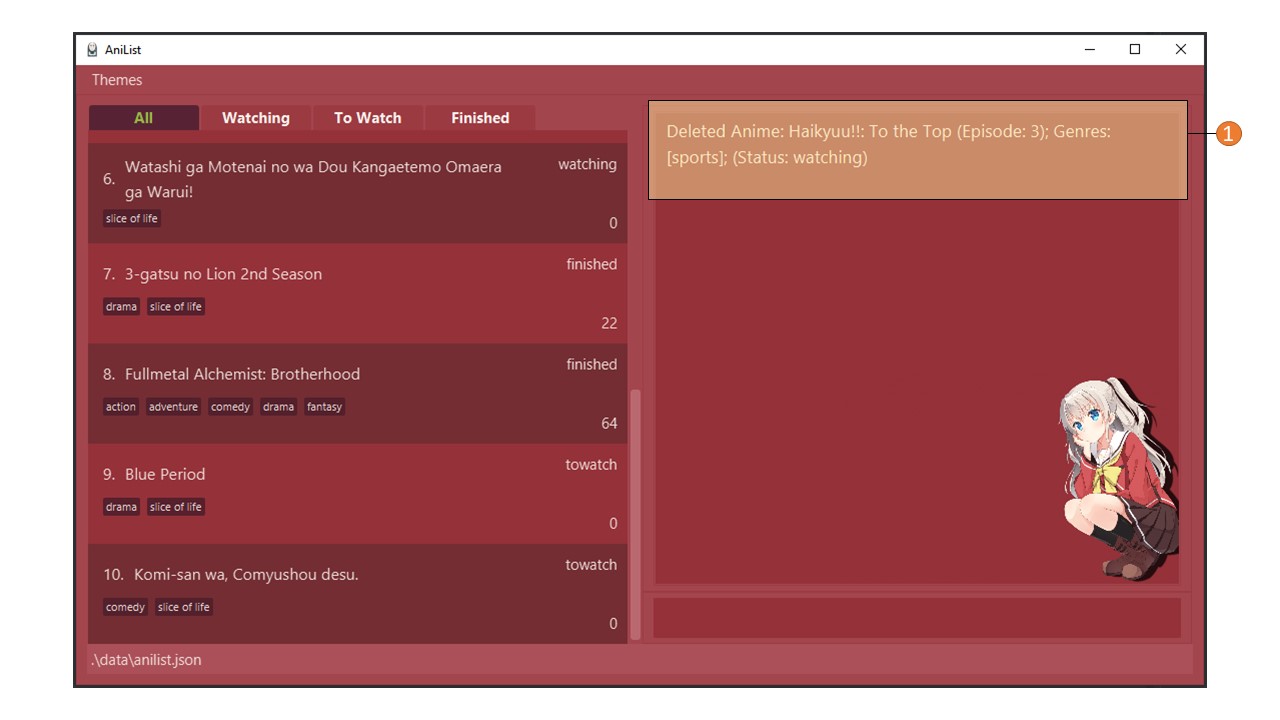 AniList
Themes
All
Watching
To Watch
Finished
6.
Watashi ga Motenai no wa Dou Kangaetemo Omaera
ga Warui!
watching
slice of life
0
7. 3-gatsu no Lion 2nd Season
finished
drama slice of life
22
8. Fullmetal Alchemist: Brotherhood
finished
action adventure comedy drama fantasy
64
9. Blue Period
towatch
drama slice of life
0
10. Komi-san wa, Comyushou desu.
towatch
comedy slice of life
0
Deleted Anime: Haikyuu!!: To the Top (Episode: 3); Genres:
[sports]; (Status: watching)
1
.\data\anilist.json